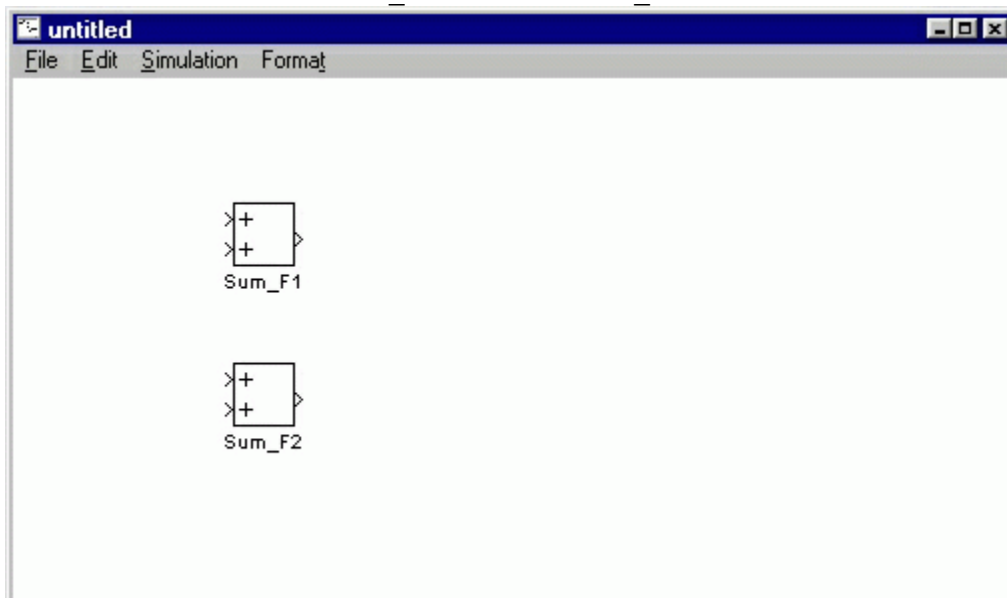 untitled
File Edit Simulation Format
+
+
Sum_F1
+
+
Sum_F2